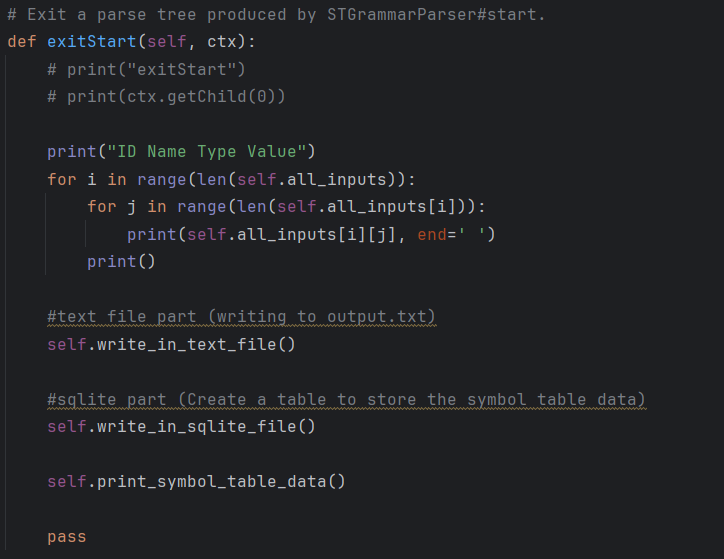 # Exit a parse tree produced by STGrammarParser#start.
def exitStart(self, ctx):
    # print("exitStart")
    # print(ctx.getChild(0))

    print("ID Name Type Value")
    for i in range(len(self.all_inputs)):
        for j in range(len(self.all_inputs[i])):
            print(self.all_inputs[i][j], end=' ')
        print()

    #text file part (writing to output.txt)
    self.write_in_text_file()

    #sqlite part (Create a table to store the symbol table data)
    self.write_in_sqlite_file()

    self.print_symbol_table_data()

    pass